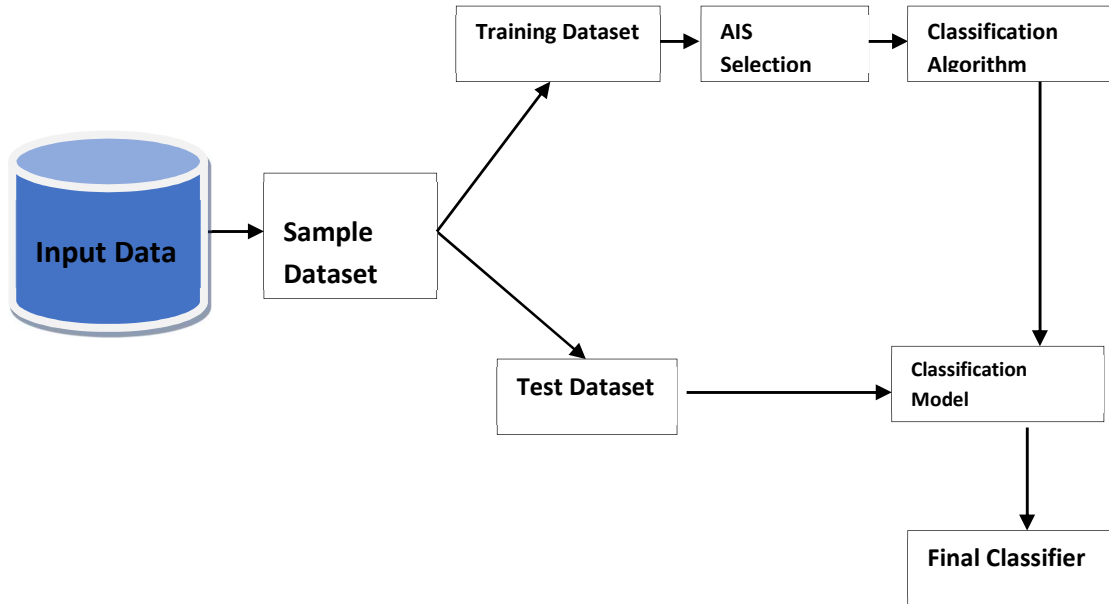 Training Dataset
AIS
Selection
Classification
Algorithm
Input Data
Sample
Dataset
Test Dataset
Classification
Model
Final Classifier